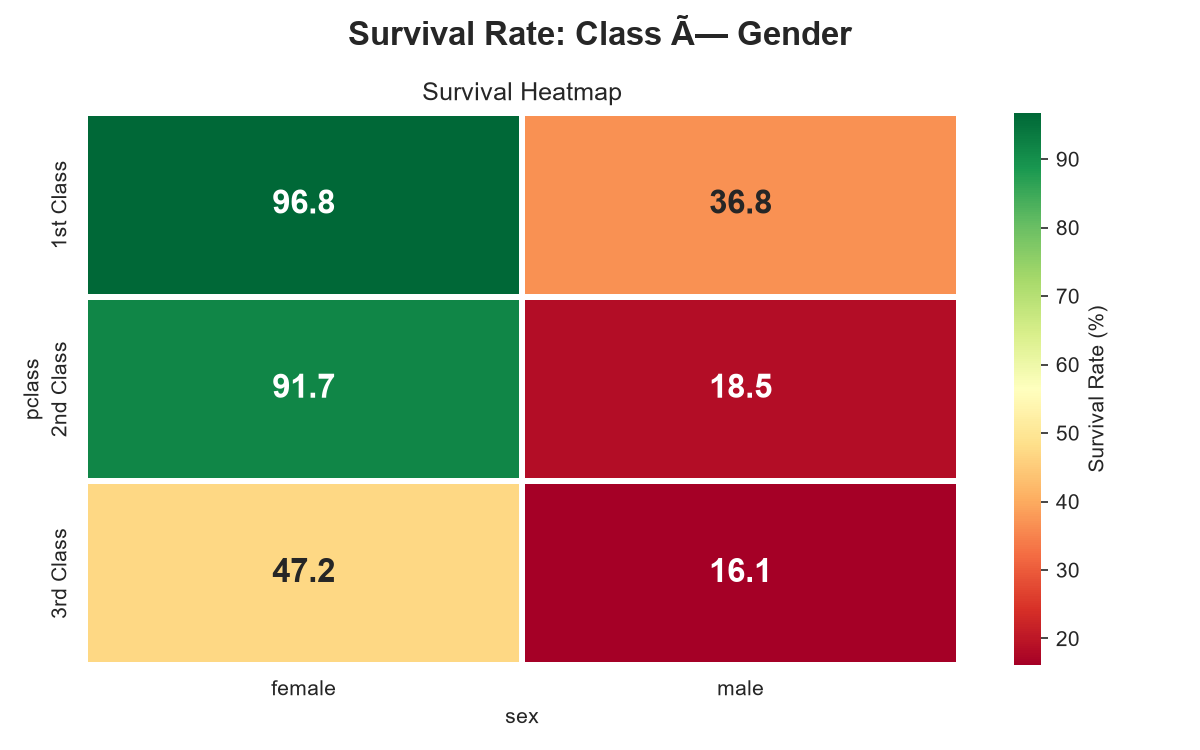 Survival Rate: Class Ã— Gender
Survival Heatmap
1st Class
2nd Class
3rd Class
pclass
96.8 36.8
91.7 18.5
47.2 16.1
female male
sex
90
80
70
60
50
40
30
20
Survival Rate (%)